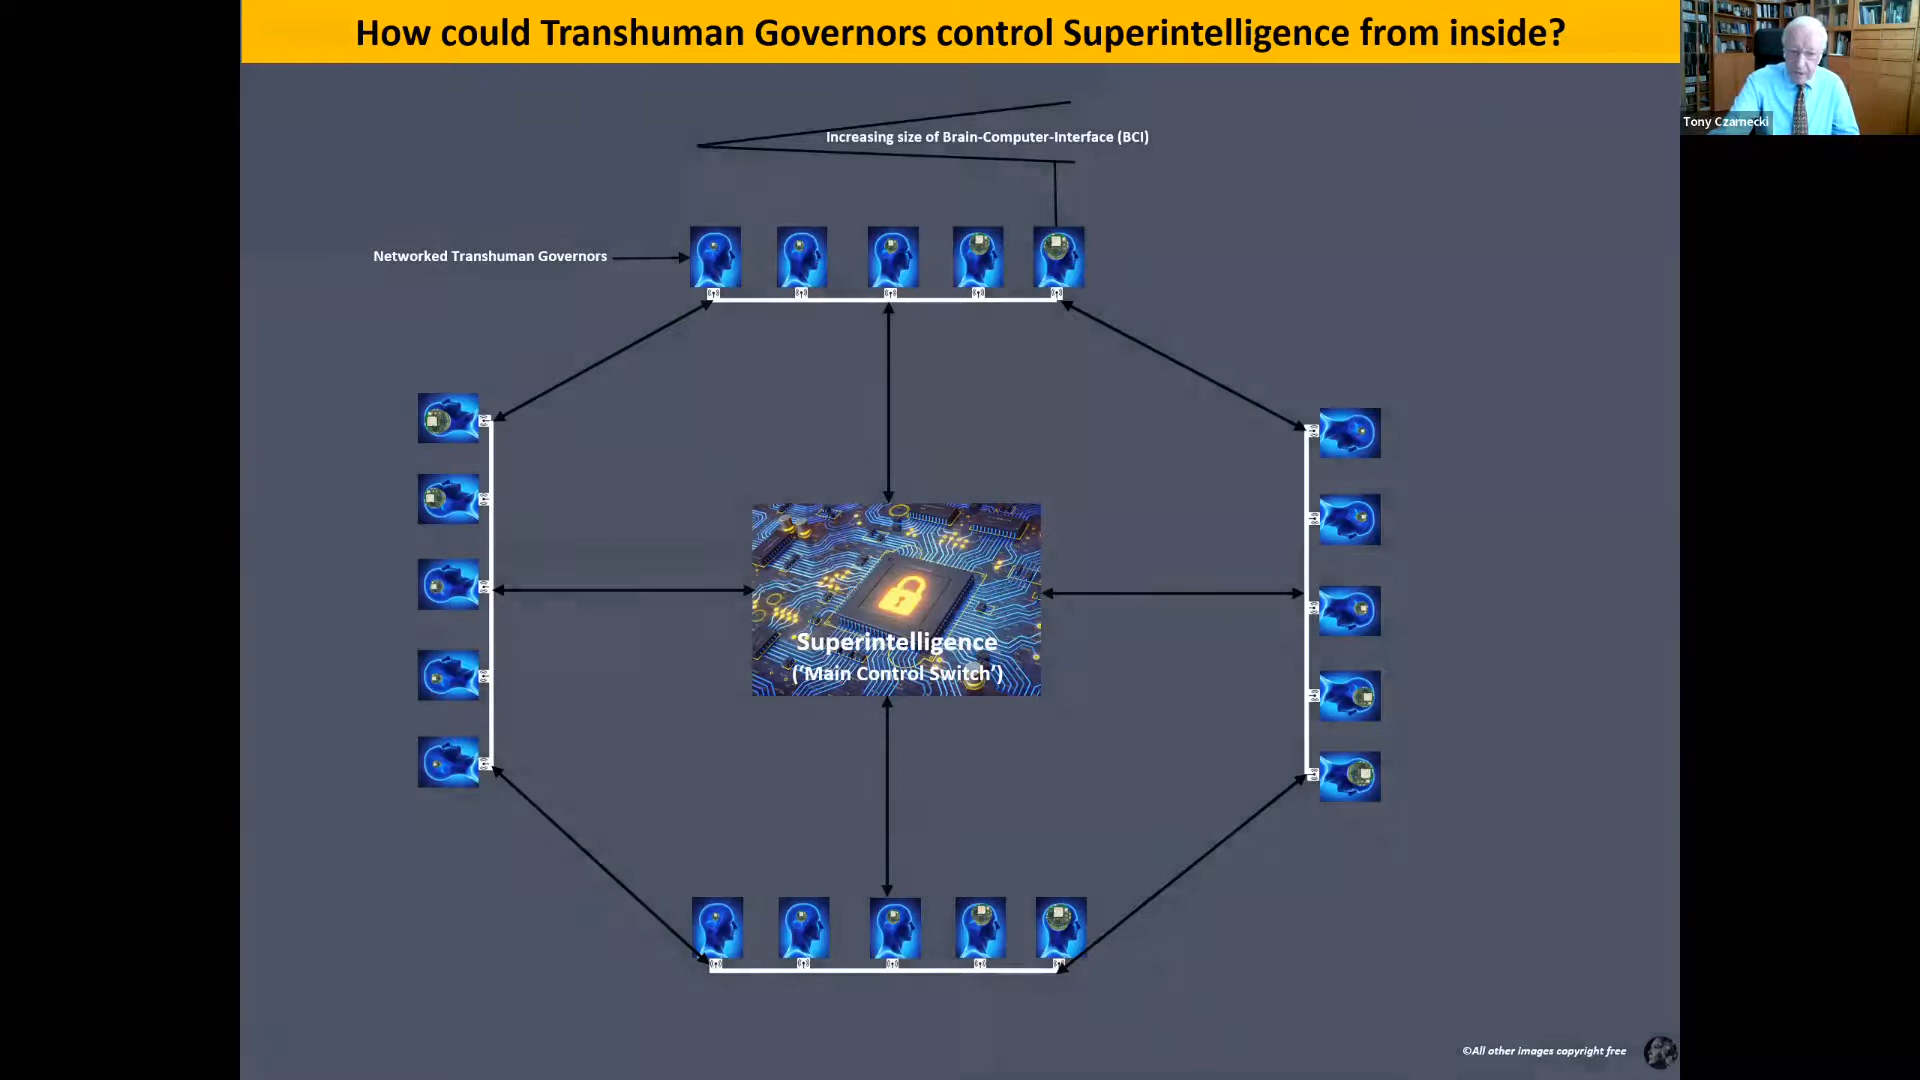 How could Transhuman Governors control Superintelligence from inside?
Tony Czarnecki
Increasing size of Brain-Computer-Interface (BCI)
Networked Transhuman Governors
Superintelligence
('Main Control Switch')
©All other images copyright free